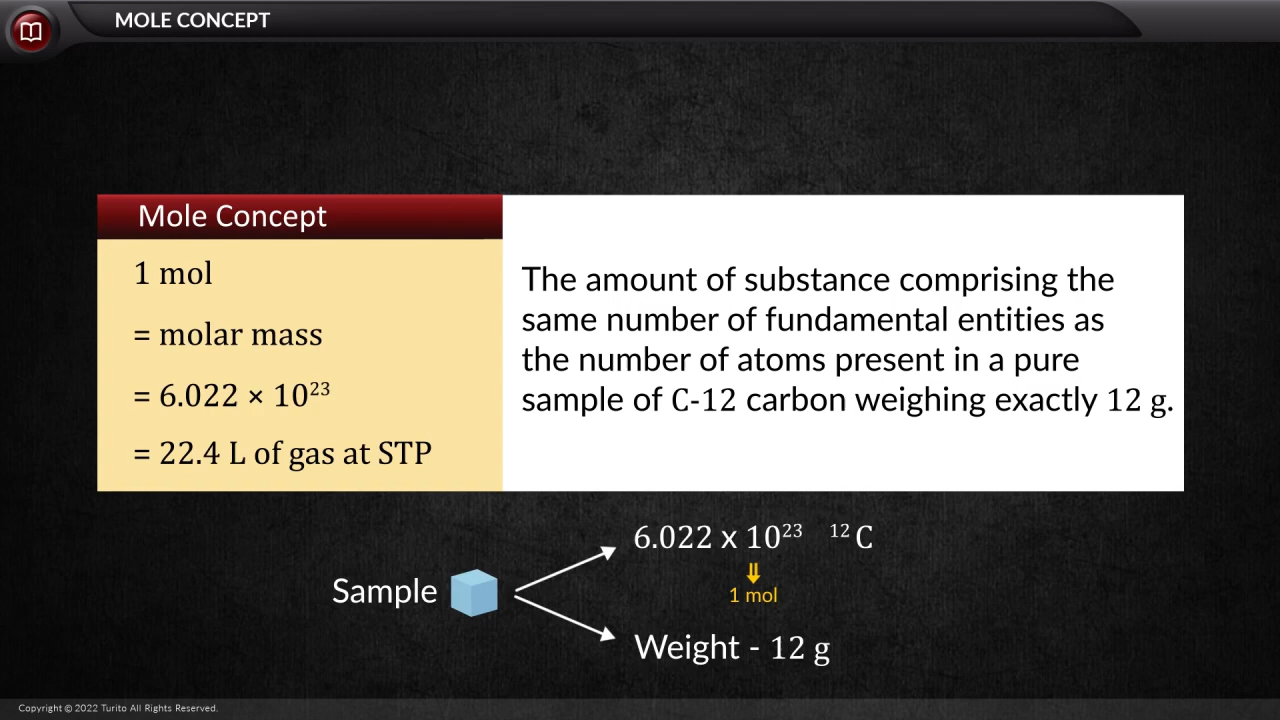 MOLE CONCEPT
Mole Concept
1 mol
= molar mass
= 6.022 × 10²³
= 22.4 L of gas at STP
The amount of substance comprising the
same number of fundamental entities as
the number of atoms present in a pure
sample of C-12 carbon weighing exactly 12 g.
6.022 x 10²³ ¹²C
⇓
1 mol
Sample
Weight - 12 g
Copyright © 2022 Turito All Rights Reserved.